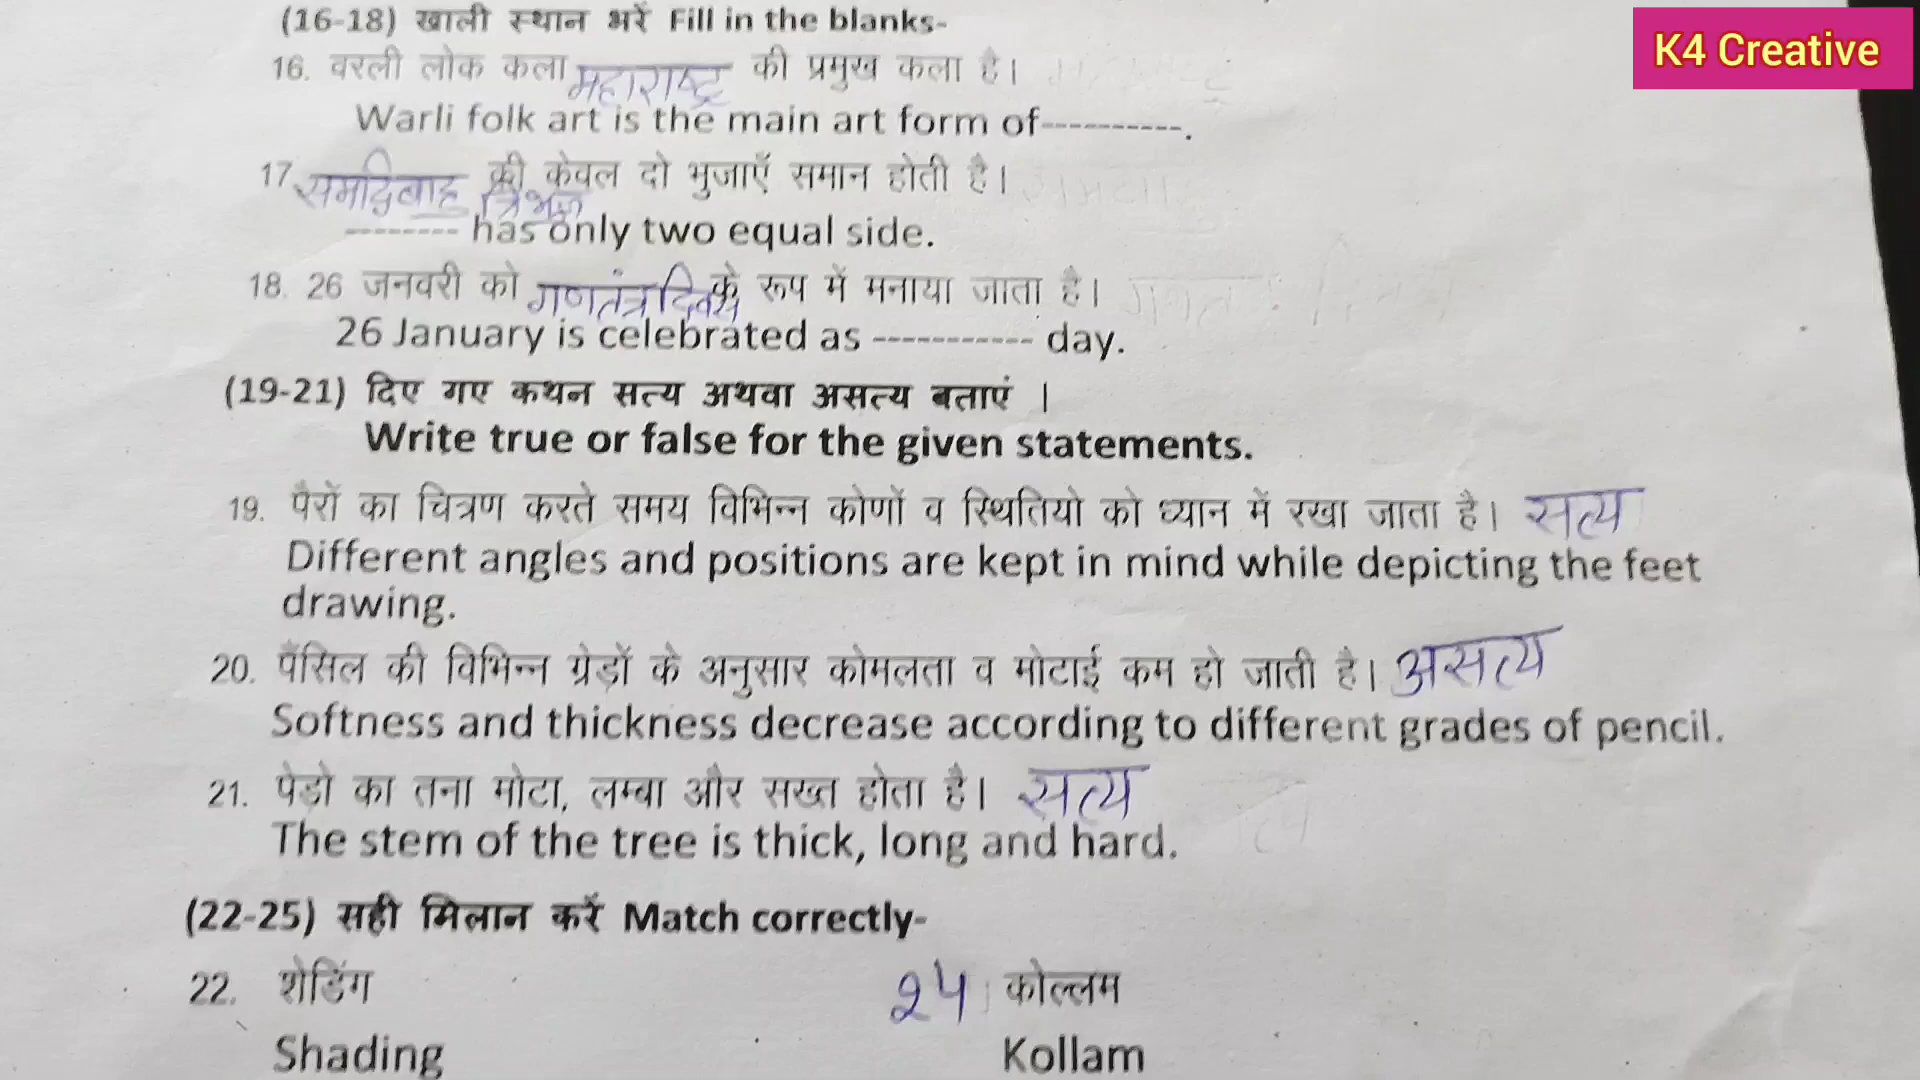 K4 Creative
(16-18) खाली स्थान भरें Fill in the blanks-
16. वरली लोक कला महाराष्ट्र की प्रमुख कला है।
Warli folk art is the main art form of----------.
17. समद्विबाहु त्रिभुज की केवल दो भुजाएँ समान होती है।
-------- has only two equal side.
18. 26 जनवरी को गणतंत्र दिवस के रूप में मनाया जाता है।
26 January is celebrated as ----------- day.
(19-21) दिए गए कथन सत्य अथवा असत्य बताएं ।
Write true or false for the given statements.
19. पैरों का चित्रण करते समय विभिन्न कोणों व स्थितियो को ध्यान में रखा जाता है। सत्य
Different angles and positions are kept in mind while depicting the feet
drawing.
20. पैंसिल की विभिन्न ग्रेडों के अनुसार कोमलता व मोटाई कम हो जाती है। असत्य
Softness and thickness decrease according to different grades of pencil.
21. पेडो का तना मोटा, लम्बा और सख्त होता है। सत्य
The stem of the tree is thick, long and hard.
(22-25) सही मिलान करें Match correctly-
22. शेडिंग २५ कोल्लम
Shading Kollam